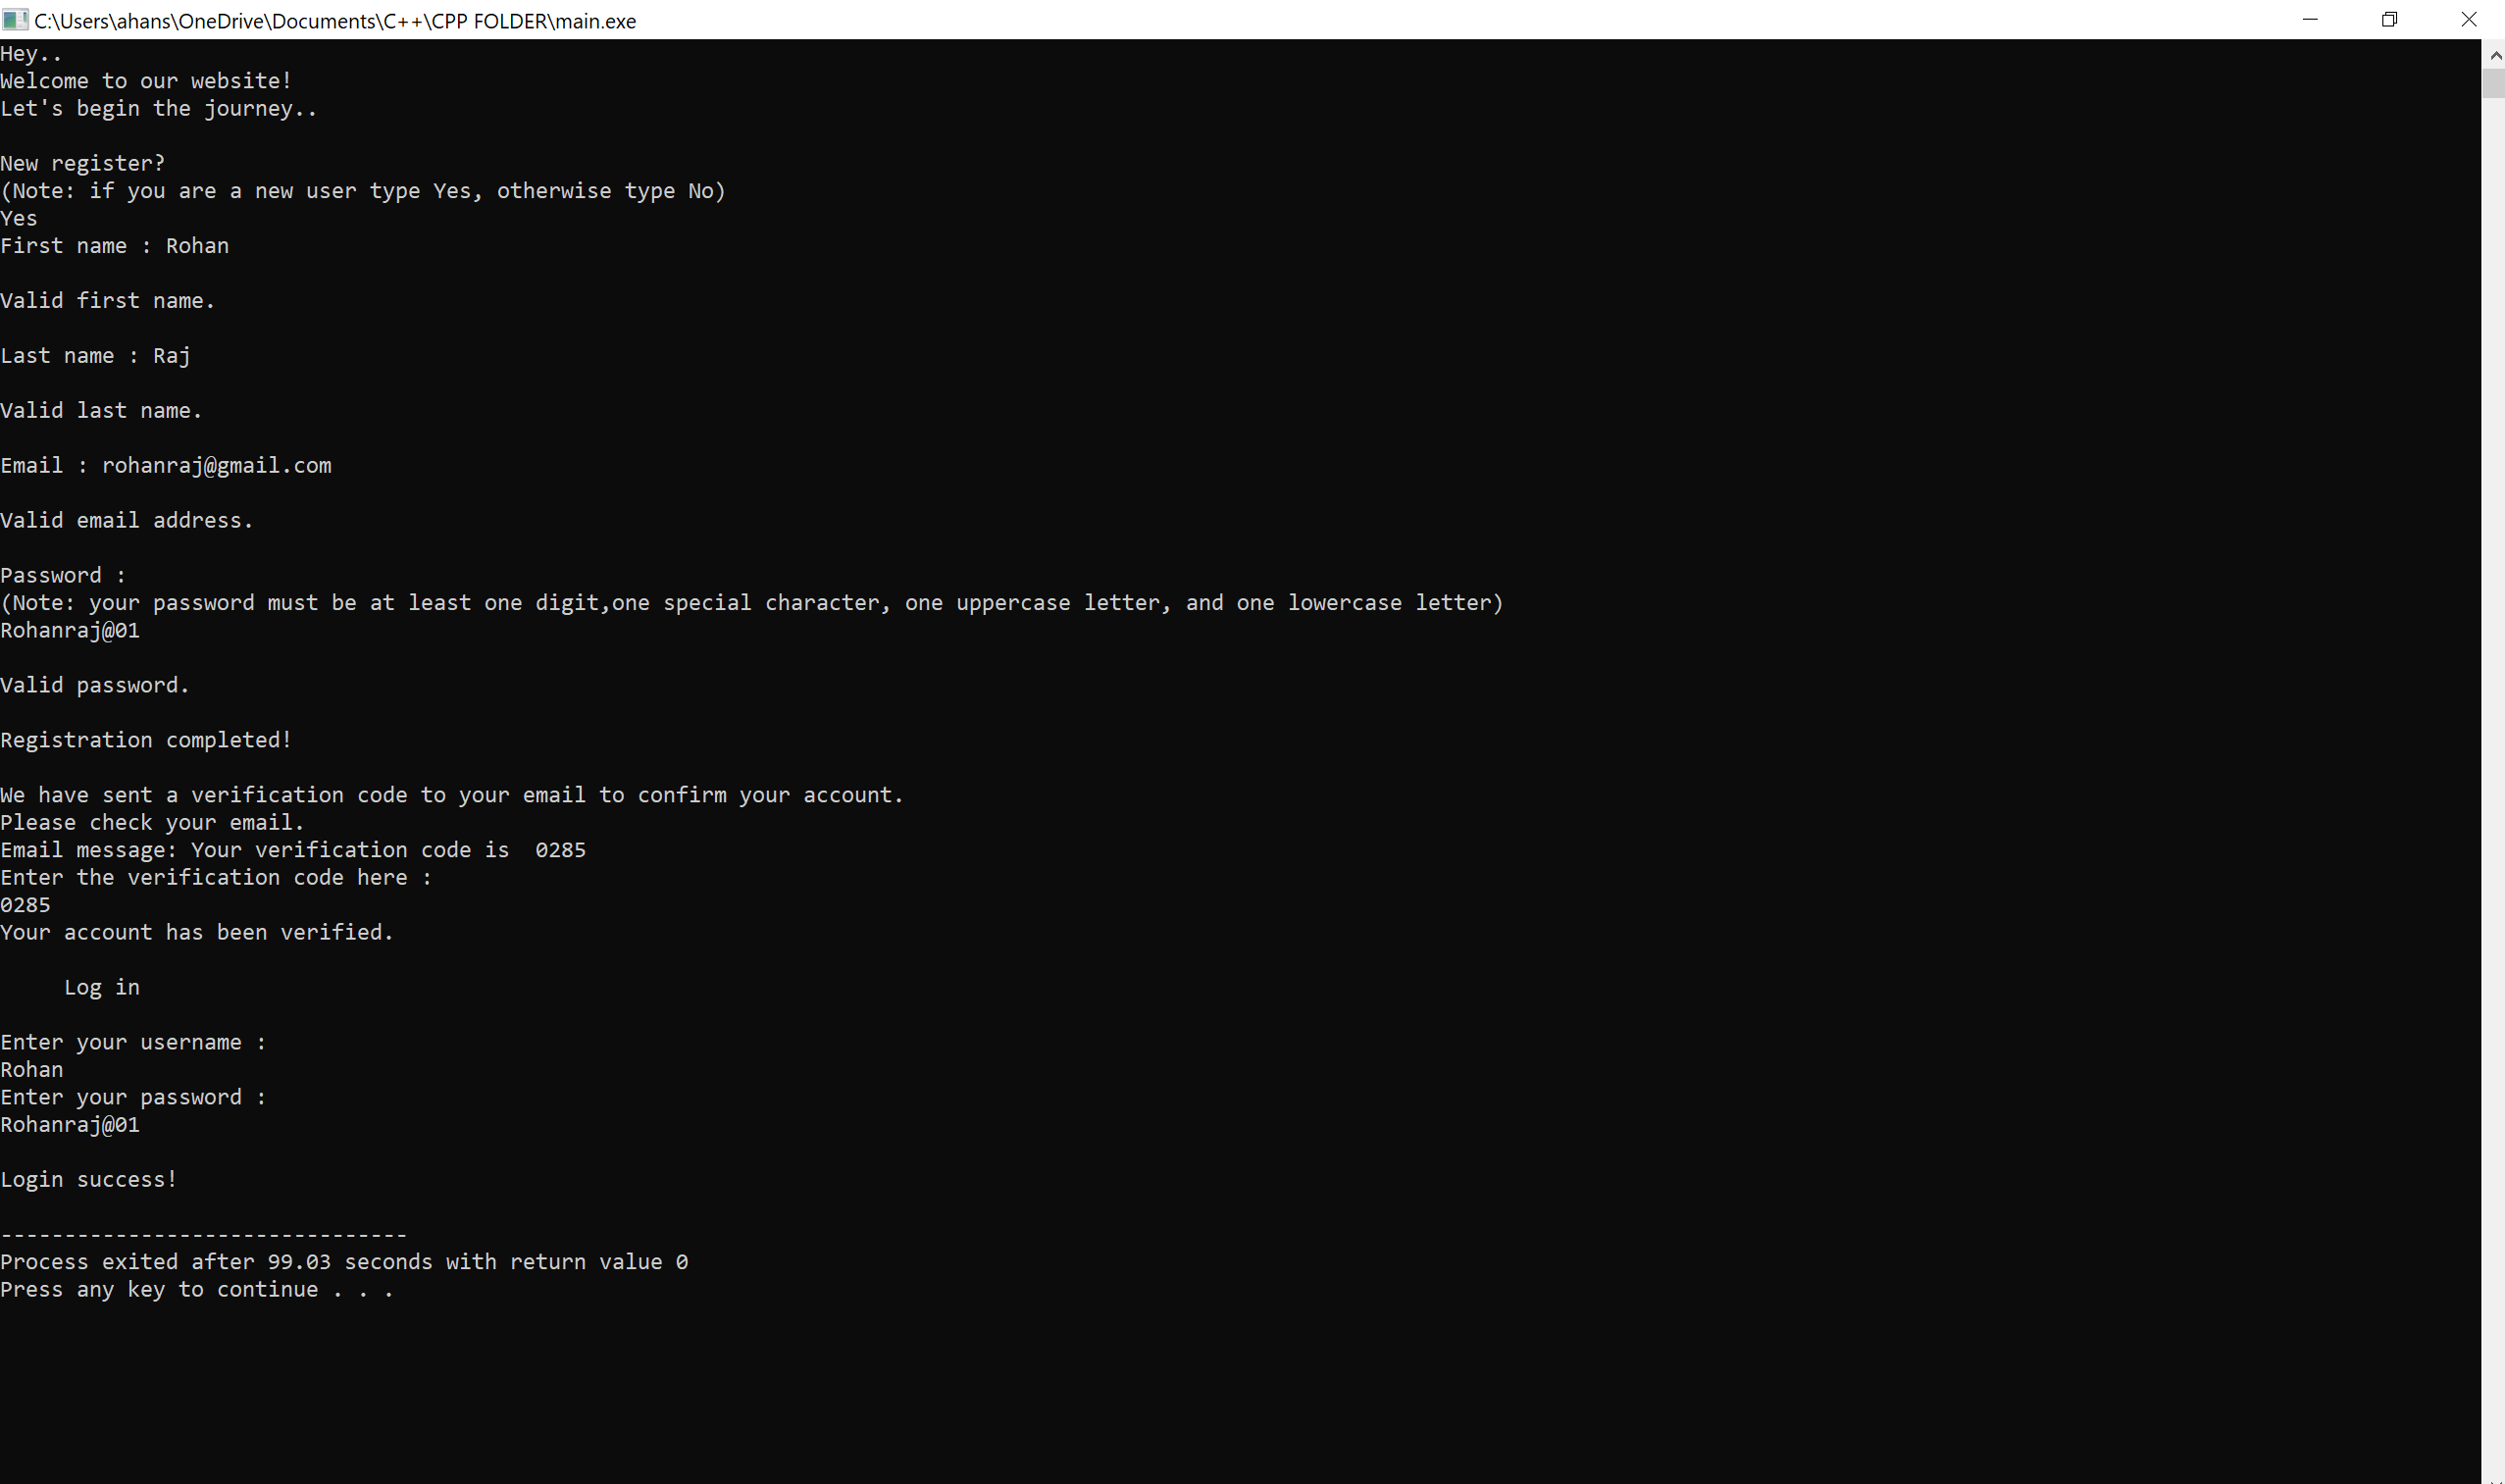 C:\Users\ahans\OneDrive\Documents\C++\CPP FOLDER\main.exe
Hey..
Welcome to our website!
Let's begin the journey..
New register?
(Note: if you are a new user type Yes, otherwise type No)
Yes
First name : Rohan
Valid first name.
Last name : Raj
Valid last name.
Email : rohanraj@gmail.com
Valid email address.
Password :
(Note: your password must be at least one digit,one special character, one uppercase letter, and one lowercase letter)
Rohanraj@01
Valid password.
Registration completed!
We have sent a verification code to your email to confirm your account.
Please check your email.
Email message: Your verification code is  0285
Enter the verification code here :
0285
Your account has been verified.
Log in
Enter your username :
Rohan
Enter your password :
Rohanraj@01
Login success!
--------------------------------
Process exited after 99.03 seconds with return value 0
Press any key to continue . . .